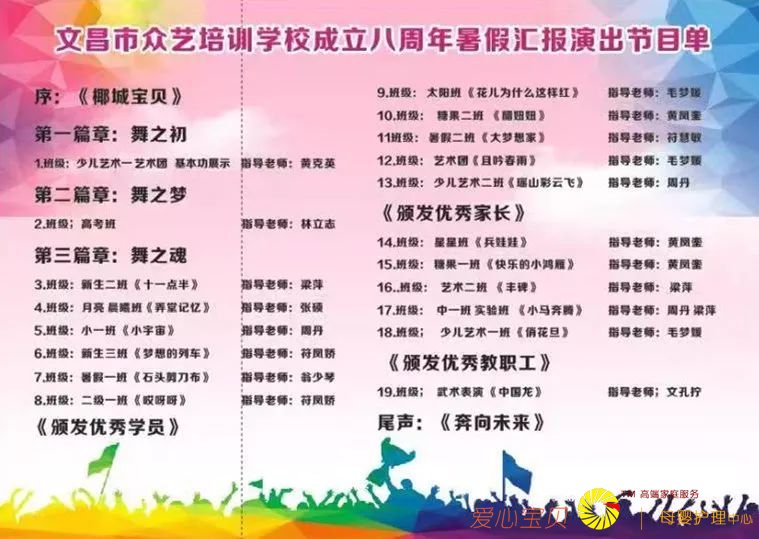 文昌市众艺培训学校成立八周年暑假汇报演出节目单
序：《椰城宝贝》
第一篇章：舞之初
1.班级：少儿艺术一艺术团 基本功展示 指导老师：黄克英
第二篇章：舞之梦
2.班级；高考班 指导老师：林立志
第三篇章：舞之魂
3.班级：新生二班《十一点半》 指导老师：梁萍
4.班级：月亮 晨曦班《弄堂记忆》 指导老师：张硕
5.班级：小一班《小宇宙》 指导老师：周丹
6.班级：新生三班《梦想的列车》 指导老师：符凤娇
7.班级：暑假一班《石头剪刀布》 指导老师：翁少琴
8.班级：二级一班《哎呀呀》 指导老师：符凤娇
《颁发优秀学员》
9.班级： 太阳班《花儿为什么这样红》 指导老师：毛梦媛
10.班级： 糖果二班 《囍妞妞》 指导老师：黄凤銮
11班级：暑假二班《大梦想家》 指导老师：符慧敏
12.班级： 艺术团《且吟春雨》 指导老师：毛梦媛
13.班级： 少儿艺术二班《瑶山彩云飞》 指导老师：周丹
《颁发优秀家长》
14.班级： 星星班《兵娃娃》 指导老师：黄凤銮
15.班级： 糖果一班《快乐的小鸿雁》 指导老师：黄凤銮
16..班级： 艺术二班 《丰碑》 指导老师： 梁萍
17.班级： 中一班 实验班 《小马奔腾》 指导老师：周丹 梁萍
18.班级； 少儿艺术一班《俏花旦》 指导老师：毛梦媛
《颁发优秀教职工》
19.班级； 武术表演《中国龙》 指导老师；文孔拧
尾声：《奔向未来》
爱心宝贝 TM 高端家庭服务 | 母婴护理中心